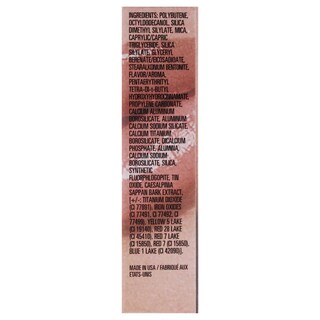 INGREDIENTS: POLYBUTENE,
OCTYLDODECANOL, SILICA
DIMETHYL SILYLATE, MICA,
CAPRYLIC/CAPRIC
TRIGLYCERIDE, SILICA
SILYLATE, GLYCERYL
BEHENATE/EICOSADIOATE,
STEARALKONIUM BENTONITE,
FLAVOR/AROMA,
PENTAERYTHRITYL
TETRA-DI-t-BUTYL
HYDROXYHYDROCINNAMATE,
PROPYLENE CARBONATE,
CALCIUM ALUMINUM
BOROSILICATE, ALUMINUM
CALCIUM SODIUM SILICATE,
CALCIUM TITANIUM
BOROSILICATE, DICALCIUM
PHOSPHATE, ALUMINA,
CALCIUM SODIUM
BOROSILICATE, SILICA,
SYNTHETIC
FLUORPHLOGOPITE, TIN
OXIDE, CAESALPINIA
SAPPAN BARK EXTRACT,
[+/-: TITANIUM DIOXIDE
(CI 77891), IRON OXIDES
(CI 77491, CI 77492, CI
77499), YELLOW 5 LAKE
(CI 19140), RED 28 LAKE
(CI 45410), RED 7 LAKE
(CI 15850), RED 7 (CI 15850),
BLUE 1 LAKE (CI 42090)].
MADE IN USA / FABRIQUÉ AUX
ÉTATS-UNIS